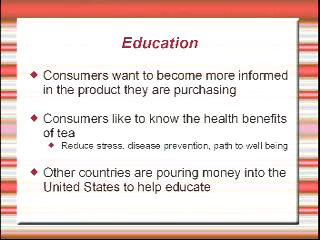 Education
Consumers want to become more informed
in the product they are purchasing
Consumers like to know the health benefits
of tea
Reduce stress, disease prevention, path to well being
Other countries are pouring money into the
United States to help educate